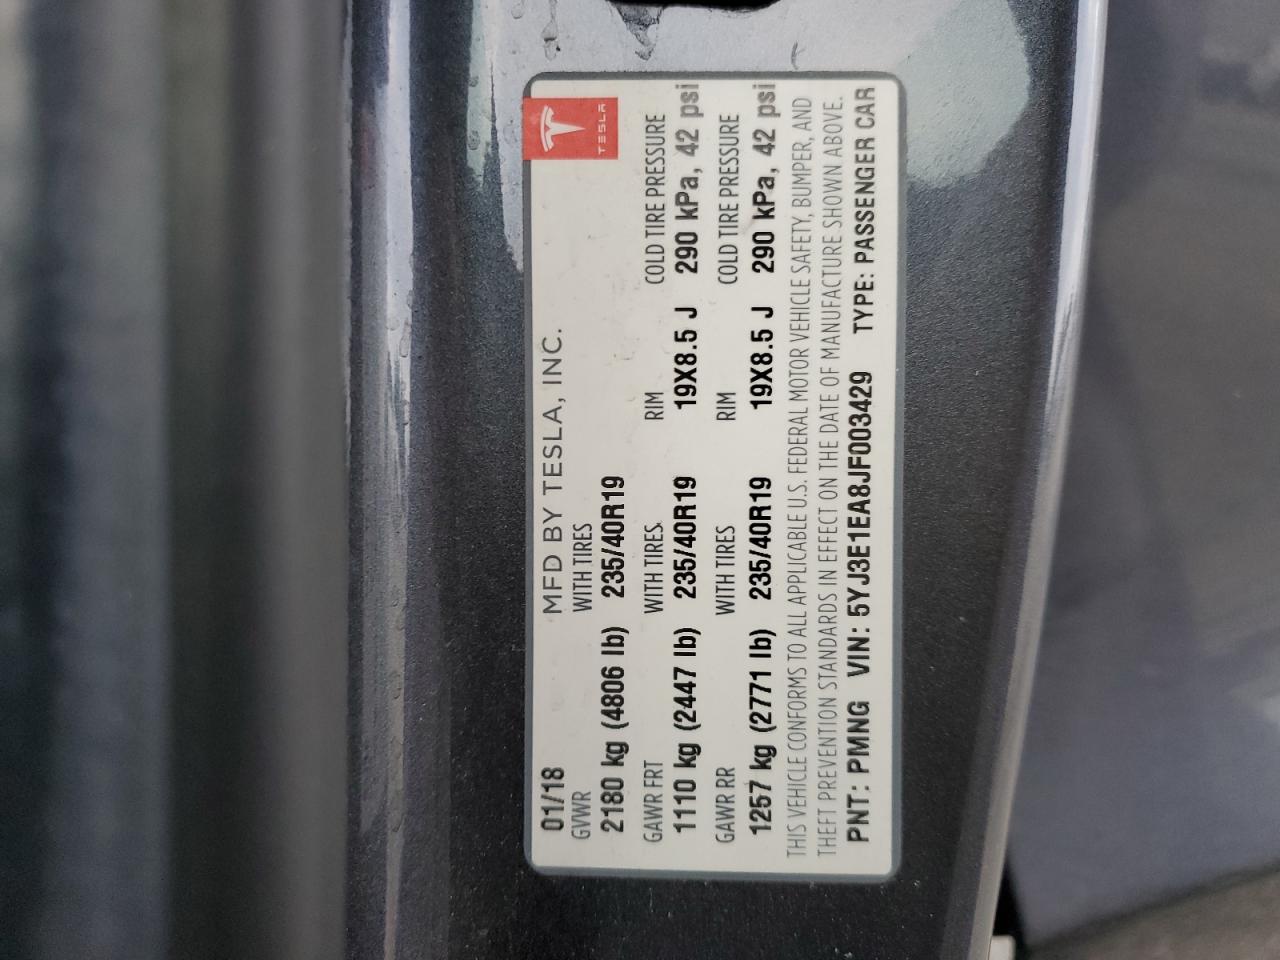 TESLA
01/18 MFD BY TESLA, INC.
GVWR WITH TIRES
2180 kg (4806 lb) 235/40R19
GAWR FRT WITH TIRES RIM COLD TIRE PRESSURE
1110 kg (2447 lb) 235/40R19 19X8.5 J 290 kPa, 42 psi
GAWR RR WITH TIRES RIM COLD TIRE PRESSURE
1257 kg (2771 lb) 235/40R19 19X8.5 J 290 kPa, 42 psi
THIS VEHICLE CONFORMS TO ALL APPLICABLE U.S. FEDERAL MOTOR VEHICLE SAFETY, BUMPER, AND
THEFT PREVENTION STANDARDS IN EFFECT ON THE DATE OF MANUFACTURE SHOWN ABOVE.
PNT: PMNG VIN: 5YJ3E1EA8JF003429 TYPE: PASSENGER CAR